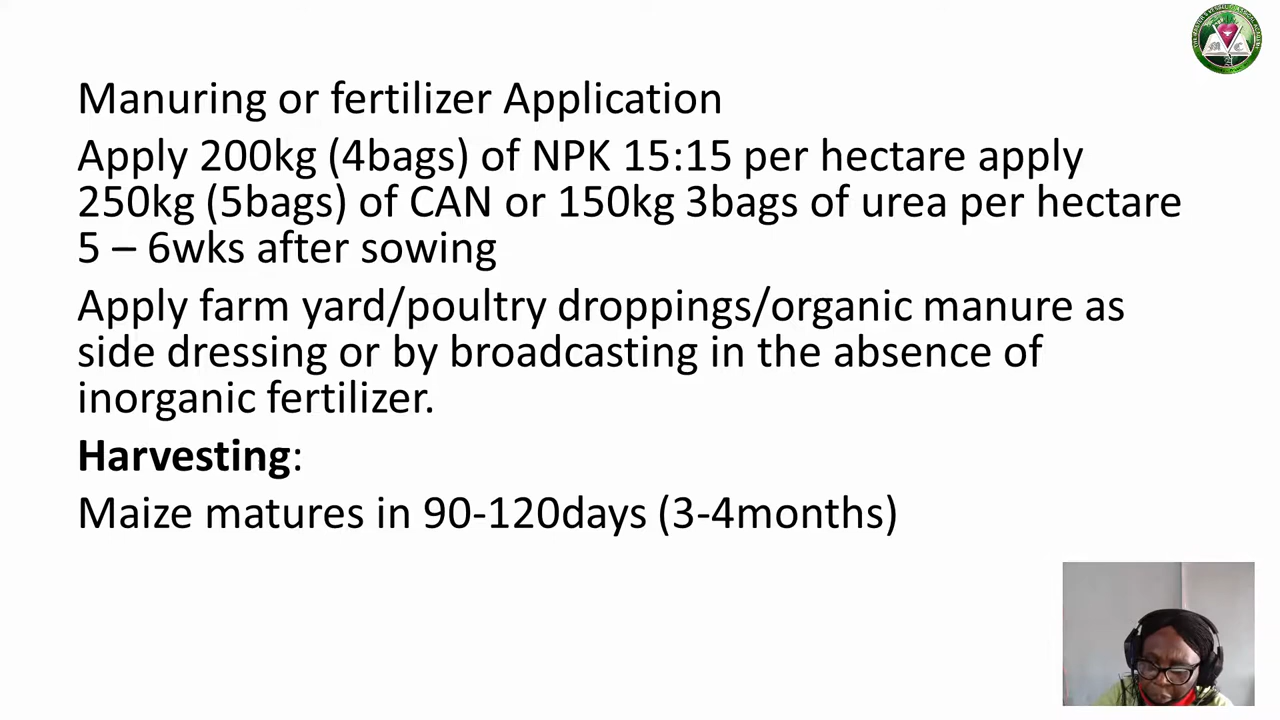 Manuring or fertilizer Application
Apply 200kg (4bags) of NPK 15:15 per hectare apply
250kg (5bags) of CAN or 150kg 3bags of urea per hectare
5 – 6wks after sowing
Apply farm yard/poultry droppings/organic manure as
side dressing or by broadcasting in the absence of
inorganic fertilizer.
Harvesting:
Maize matures in 90-120days (3-4months)